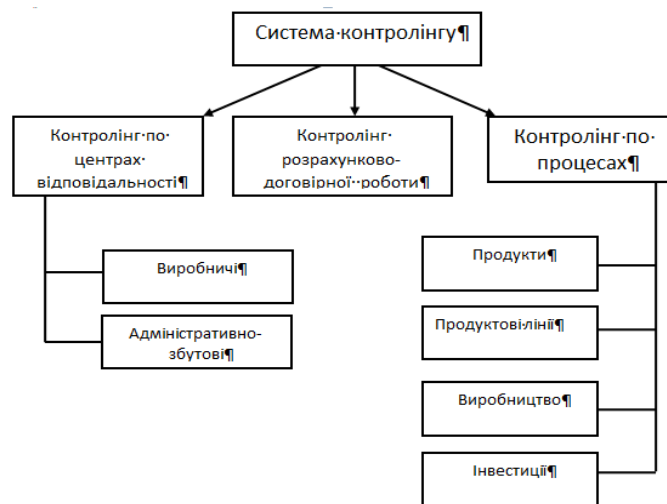 Система·контролінгу¶
Контролінг·по·
центрах·
відповідальності¶
Контролінг·
розрахунково-
договірної··роботи¶
Контролінг·по·
процесах¶
Виробничі¶
Адміністративно-
збутові¶
Продукти¶
Продуктові·лінії¶
Виробництво¶
Інвестиції¶